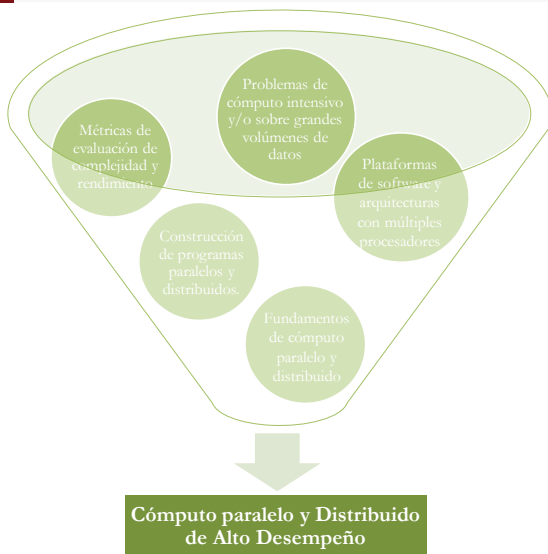 Problemas de
cómputo intensivo
y/o sobre grandes
volúmenes de
datos
Métricas de
evaluación de
complejidad y
rendimiento
Plataformas
de software y
arquitecturas
con múltiples
procesadores
Construcción
de programas
paralelos y
distribuidos.
Fundamentos
de cómputo
paralelo y
distribuido
Cómputo paralelo y Distribuido
de Alto Desempeño